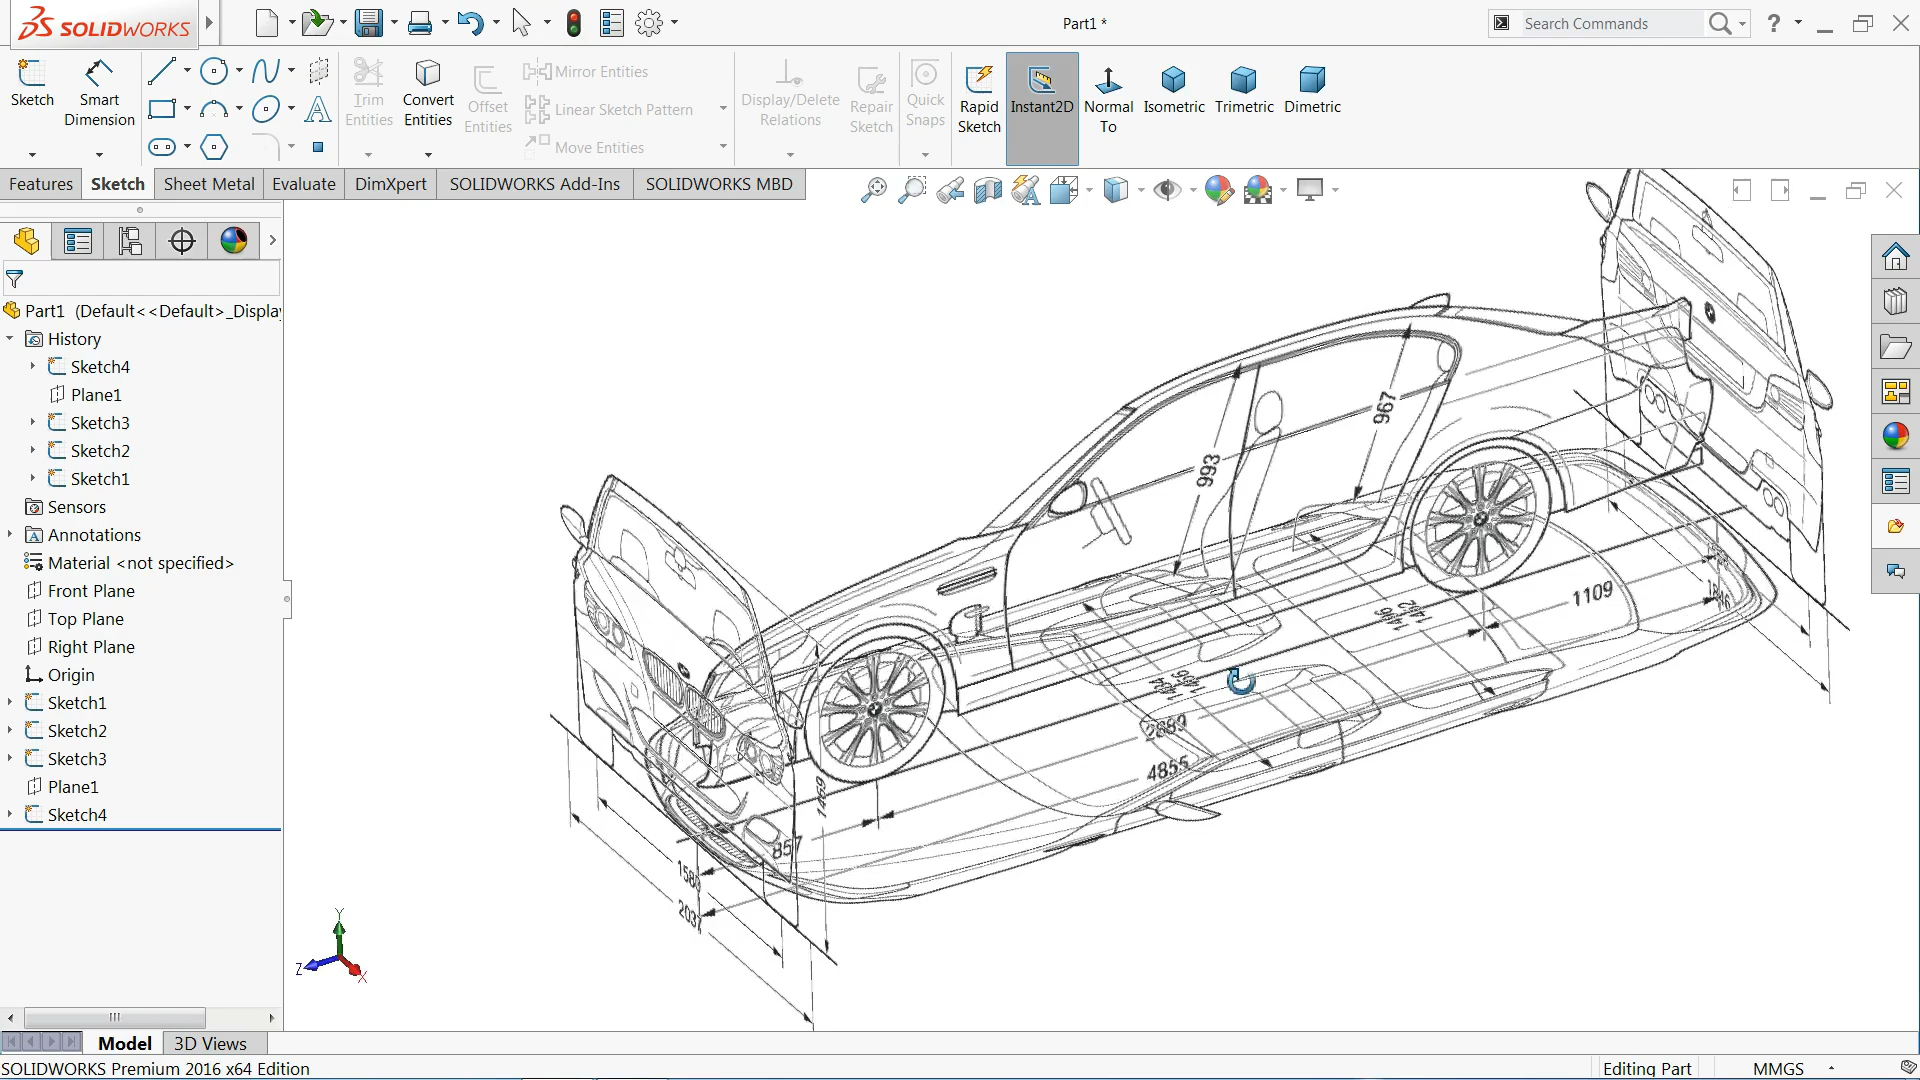 SOLIDWORKS
Part1 *
Search Commands
?
Sketch
Smart
Dimension
Trim
Entities
Convert
Entities
Offset
Entities
Mirror Entities
Linear Sketch Pattern
Move Entities
Display/Delete
Relations
Repair
Sketch
Quick
Snaps
Rapid
Sketch
Instant2D
Normal
To
Isometric
Trimetric
Dimetric
Features
Sketch
Sheet Metal
Evaluate
DimXpert
SOLIDWORKS Add-Ins
SOLIDWORKS MBD
Part1 (Default<<Default>_Displa
History
Sketch4
Plane1
Sketch3
Sketch2
Sketch1
Sensors
Annotations
Material <not specified>
Front Plane
Top Plane
Right Plane
Origin
Sketch1
Sketch2
Sketch3
Plane1
Sketch4
967
993
1109
2889
4855
1469
857
2037
Y
Z
X
Model
3D Views
SOLIDWORKS Premium 2016 x64 Edition
Editing Part
MMGS